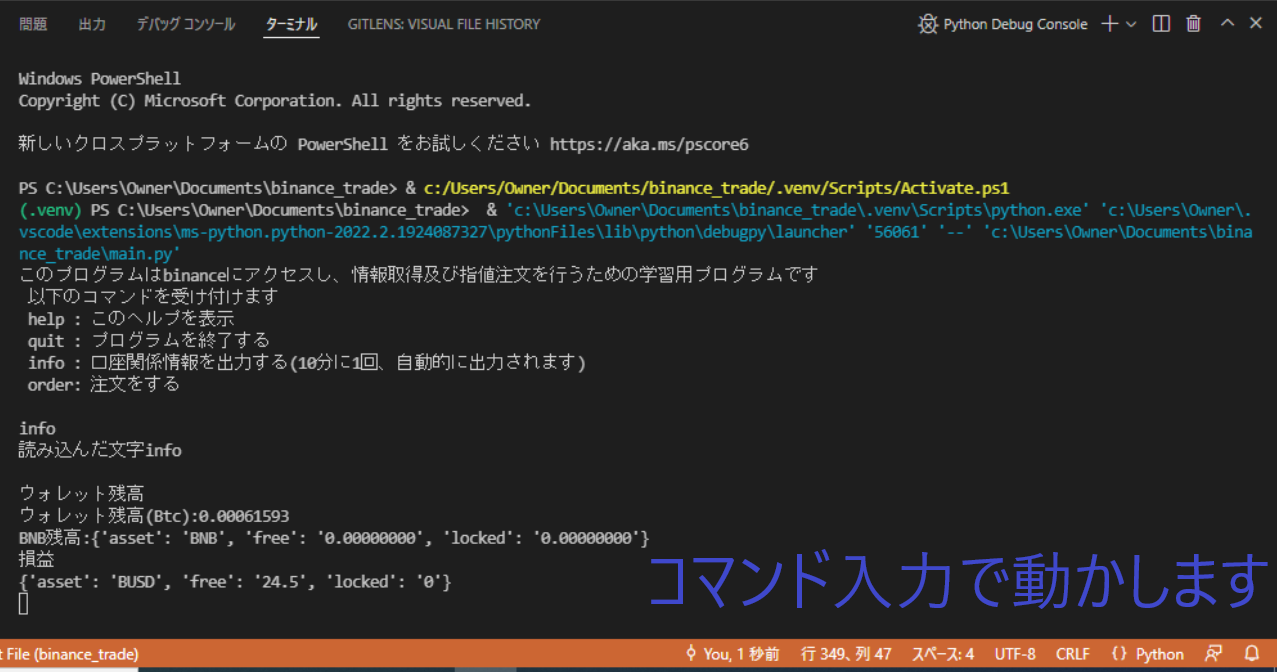 問題 出力 デバッグ コンソール ターミナル GITLENS: VISUAL FILE HISTORY Python Debug Console
Windows PowerShell
Copyright (C) Microsoft Corporation. All rights reserved.
新しいクロスプラットフォームの PowerShell をお試しください https://aka.ms/pscore6
PS C:\Users\Owner\Documents\binance_trade> & c:/Users/Owner/Documents/binance_trade/.venv/Scripts/Activate.ps1
(.venv) PS C:\Users\Owner\Documents\binance_trade>  & 'c:\Users\Owner\Documents\binance_trade\.venv\Scripts\python.exe' 'c:\Users\Owner\.
vscode\extensions\ms-python.python-2022.2.1924087327\pythonFiles\lib\python\debugpy\launcher' '56061' '--' 'c:\Users\Owner\Documents\bina
nce_trade\main.py'
このプログラムはbinanceにアクセスし、情報取得及び指値注文を行うための学習用プログラムです
以下のコマンドを受け付けます
help : このヘルプを表示
quit : プログラムを終了する
info : 口座関係情報を出力する(10分に1回、自動的に出力されます)
order: 注文をする
info
読み込んだ文字info
ウォレット残高
ウォレット残高(Btc):0.00061593
BNB残高:{'asset': 'BNB', 'free': '0.00000000', 'locked': '0.00000000'}
損益
{'asset': 'BUSD', 'free': '24.5', 'locked': '0'}
コマンド入力で動かします
t File (binance_trade) You, 1 秒前 行 349、列 47 スペース: 4 UTF-8 CRLF {} Python